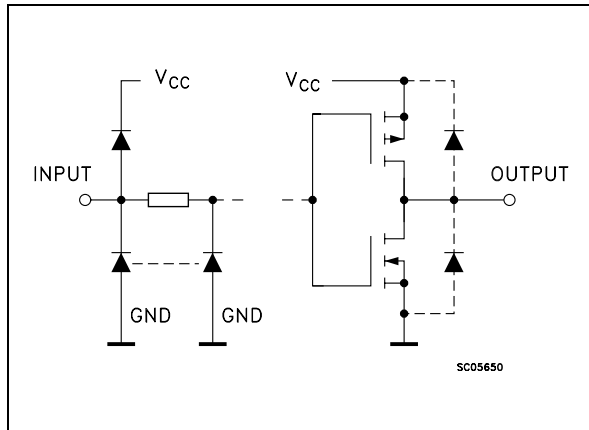 VCC
VCC
INPUT
OUTPUT
GND
GND
SC05650